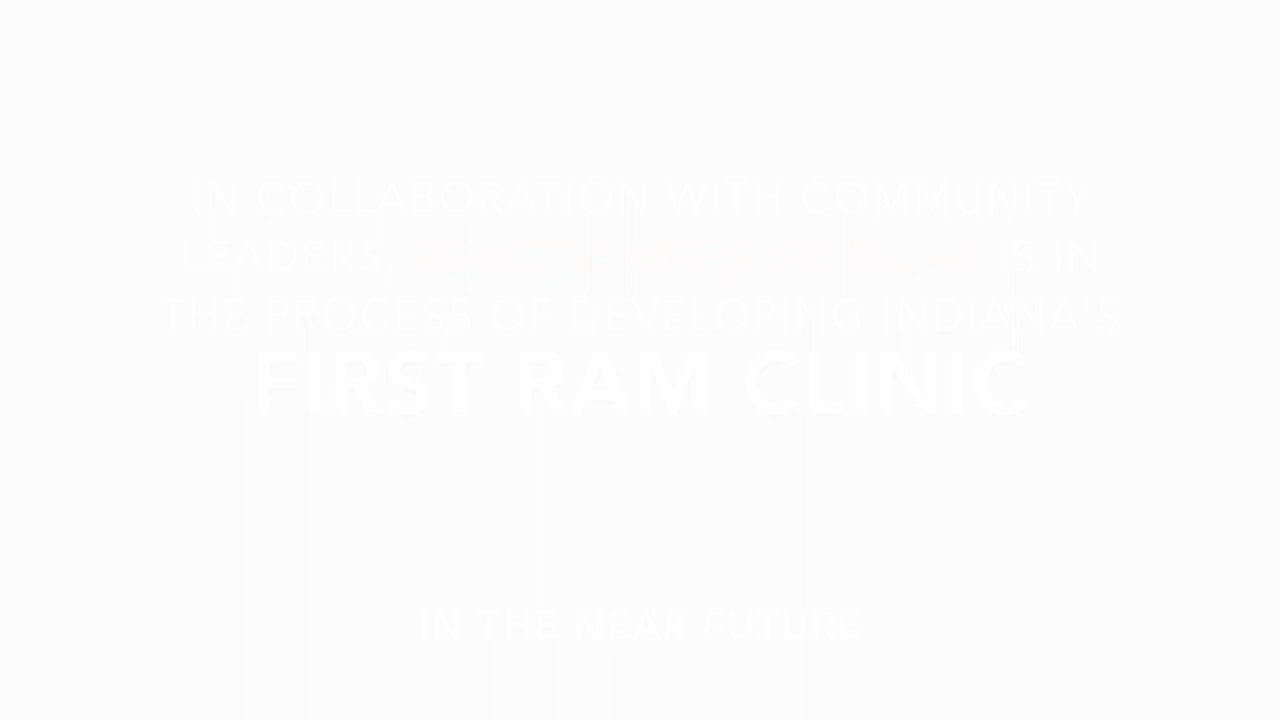 IN COLLABORATION WITH COMMUNITY
LEADERS, IS IN
THE PROCESS OF DEVELOPING INDIANA'S
FIRST RAM CLINIC
IN THE NEAR FUTURE